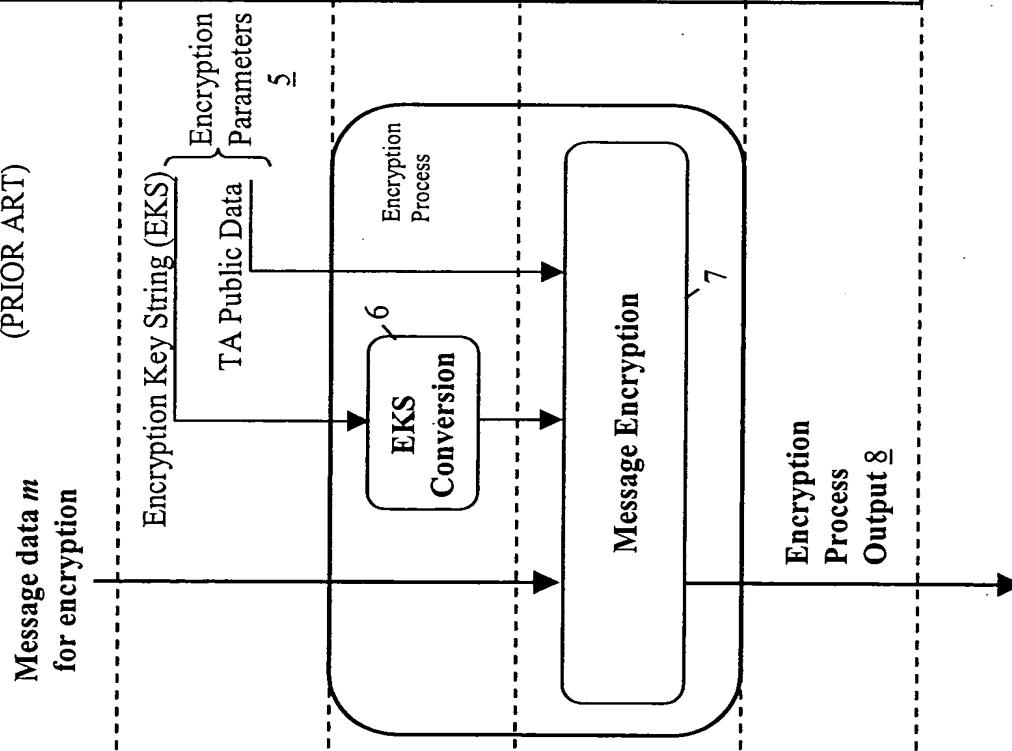 (PRIOR ART)
Message data m
for encryption
Encryption Key String (EKS)
TA Public Data
Encryption
Parameters
5
Encryption
Process
EKS
Conversion
6
Message Encryption
7
Encryption
Process
Output 8